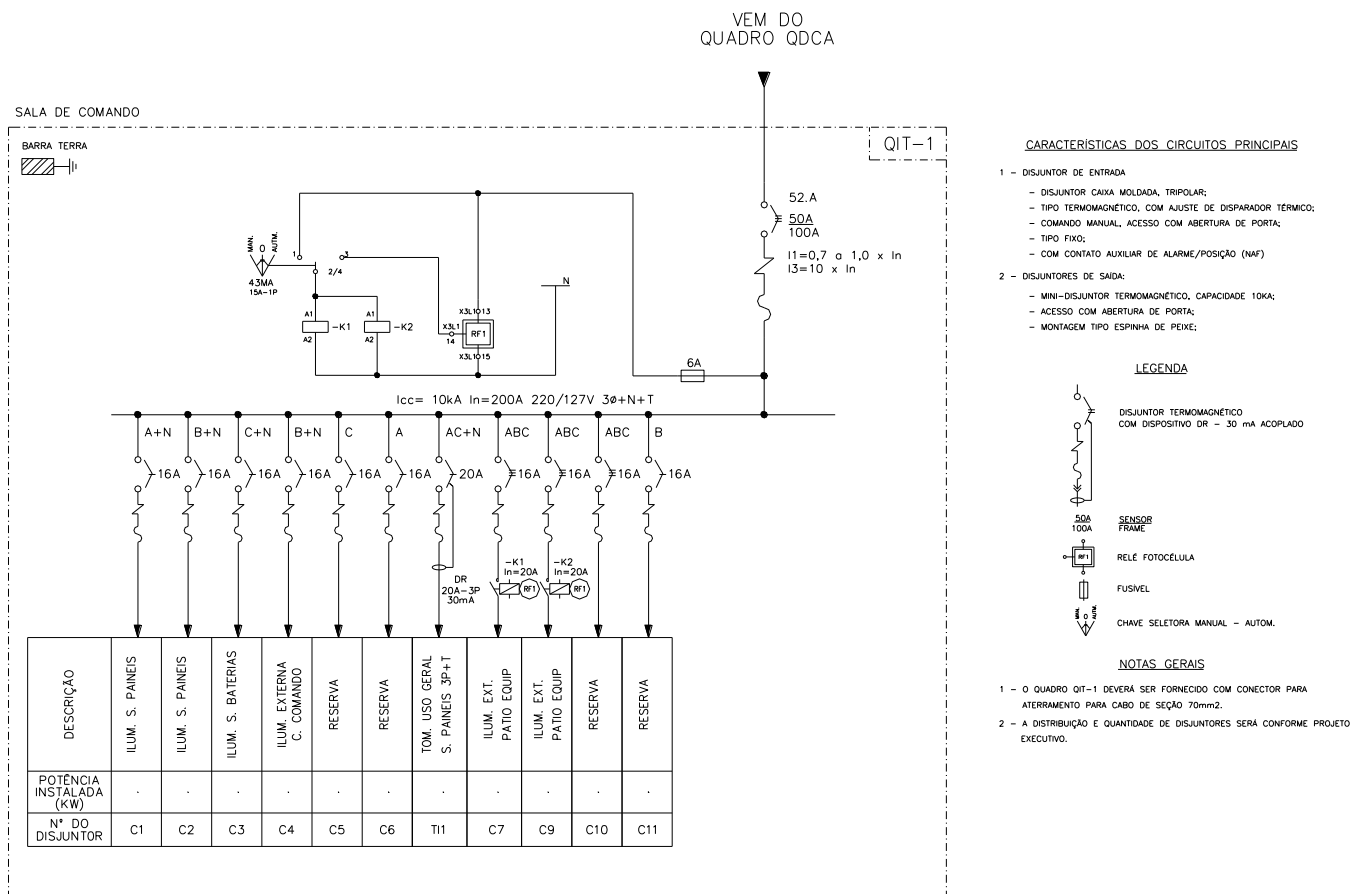 VEM DO
QUADRO QDCA
SALA DE COMANDO
BARRA TERRA
QIT-1
52.A
50A
100A
I1=0,7 a 1,0 x In
I3=10 x In
MAN.
0
AUTM.
43MA
15A-1P
1
3
2/4
A1
A2
-K1
A1
A2
-K2
X3L1 13
X3L1
14
RF1
X3L1 15
N
6A
Icc= 10kA In=200A 220/127V 3ø+N+T
A+N
B+N
C+N
B+N
C
A
AC+N
ABC
ABC
ABC
B
16A
16A
16A
16A
16A
16A
20A
16A
16A
16A
16A
DR
20A-3P
30mA
-K1
In=20A
RF1
-K2
In=20A
RF1
DESCRIÇÃO
ILUM. S. PAINEIS
ILUM. S. PAINEIS
ILUM. S. BATERIAS
ILUM. EXTERNA
C. COMANDO
RESERVA
RESERVA
TOM. USO GERAL
S. PAINEIS 3P+T
ILUM. EXT.
PATIO EQUIP
ILUM. EXT.
PATIO EQUIP
RESERVA
RESERVA
POTÊNCIA
INSTALADA
(KW)
. . . . . . . . . . .
N° DO
DISJUNTOR
C1
C2
C3
C4
C5
C6
TI1
C7
C9
C10
C11
CARACTERÍSTICAS DOS CIRCUITOS PRINCIPAIS
1 - DISJUNTOR DE ENTRADA
- DISJUNTOR CAIXA MOLDADA, TRIPOLAR;
- TIPO TERMOMAGNÉTICO, COM AJUSTE DE DISPARADOR TÉRMICO;
- COMANDO MANUAL, ACESSO COM ABERTURA DE PORTA;
- TIPO FIXO;
- COM CONTATO AUXILIAR DE ALARME/POSIÇÃO (NAF)
2 - DISJUNTORES DE SAÍDA:
- MINI-DISJUNTOR TERMOMAGNÉTICO, CAPACIDADE 10KA;
- ACESSO COM ABERTURA DE PORTA;
- MONTAGEM TIPO ESPINHA DE PEIXE;
LEGENDA
DISJUNTOR TERMOMAGNÉTICO
COM DISPOSITIVO DR - 30 mA ACOPLADO
50A
100A
SENSOR
FRAME
RF1
RELÉ FOTOCÉLULA
FUSÍVEL
MAN.
0
AUTM.
CHAVE SELETORA MANUAL - AUTOM.
NOTAS GERAIS
1 - O QUADRO QIT-1 DEVERÁ SER FORNECIDO COM CONECTOR PARA
ATERRAMENTO PARA CABO DE SEÇÃO 70mm2.
2 - A DISTRIBUIÇÃO E QUANTIDADE DE DISJUNTORES SERÁ CONFORME PROJETO
EXECUTIVO.